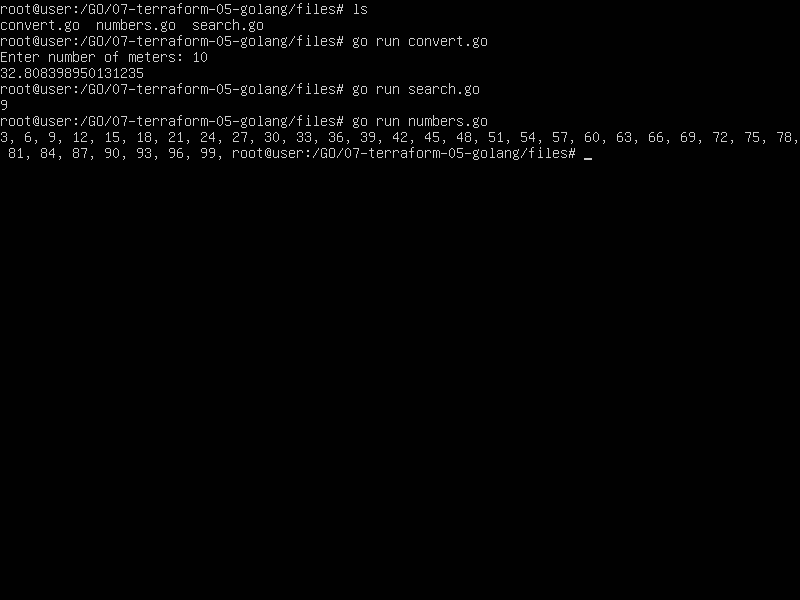 root@user:/GO/07-terraform-05-golang/files# ls
convert.go  numbers.go  search.go
root@user:/GO/07-terraform-05-golang/files# go run convert.go
Enter number of meters: 10
32.808398950131235
root@user:/GO/07-terraform-05-golang/files# go run search.go
9
root@user:/GO/07-terraform-05-golang/files# go run numbers.go
3, 6, 9, 12, 15, 18, 21, 24, 27, 30, 33, 36, 39, 42, 45, 48, 51, 54, 57, 60, 63, 66, 69, 72, 75, 78,
 81, 84, 87, 90, 93, 96, 99, root@user:/GO/07-terraform-05-golang/files# _